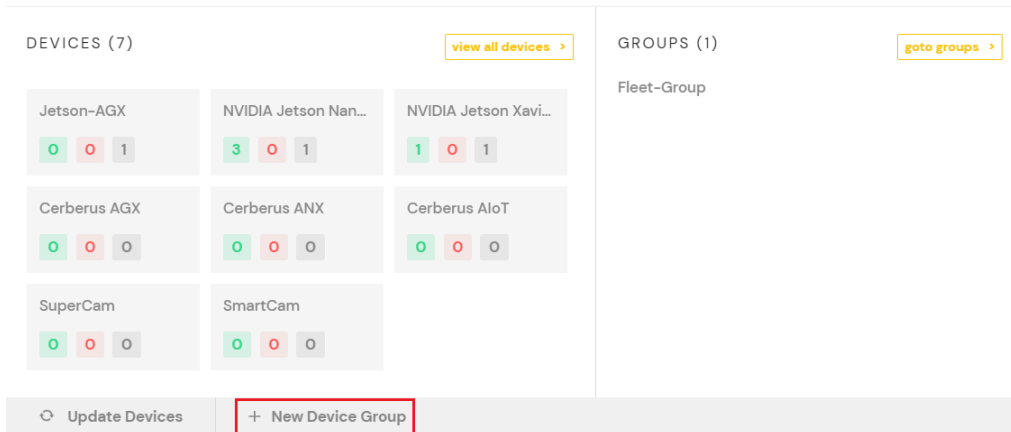 DEVICES (7)
view all devices >
Jetson-AGX
0 0 1
NVIDIA Jetson Nan...
3 0 1
NVIDIA Jetson Xavi...
1 0 1
Cerberus AGX
0 0 0
Cerberus ANX
0 0 0
Cerberus AIoT
0 0 0
SuperCam
0 0 0
SmartCam
0 0 0
GROUPS (1)
goto groups >
Fleet-Group
Update Devices
+ New Device Group